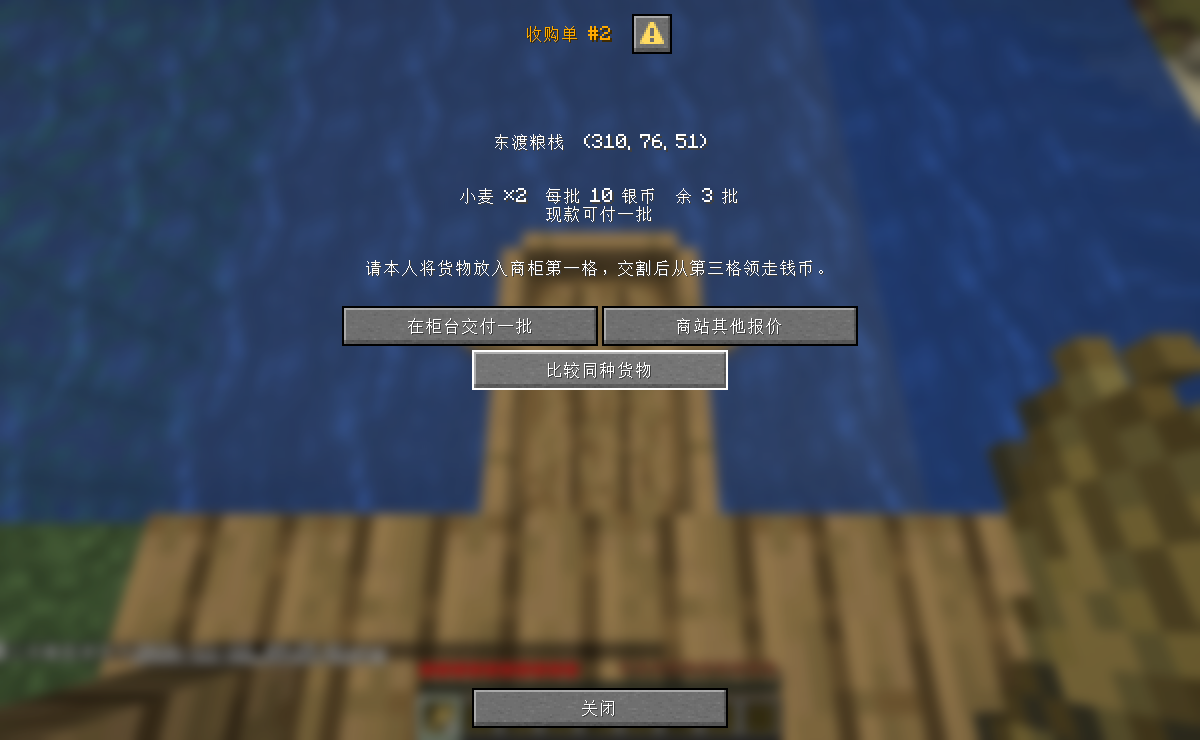 收购单 #2
东渡粮栈 (310, 76, 51)
小麦 ×2 每批 10 银币 余 3 批
现款可付一批
请本人将货物放入商柜第一格，交割后从第三格领走钱币。
在柜台交付一批
商站其他报价
比较同种货物
关闭